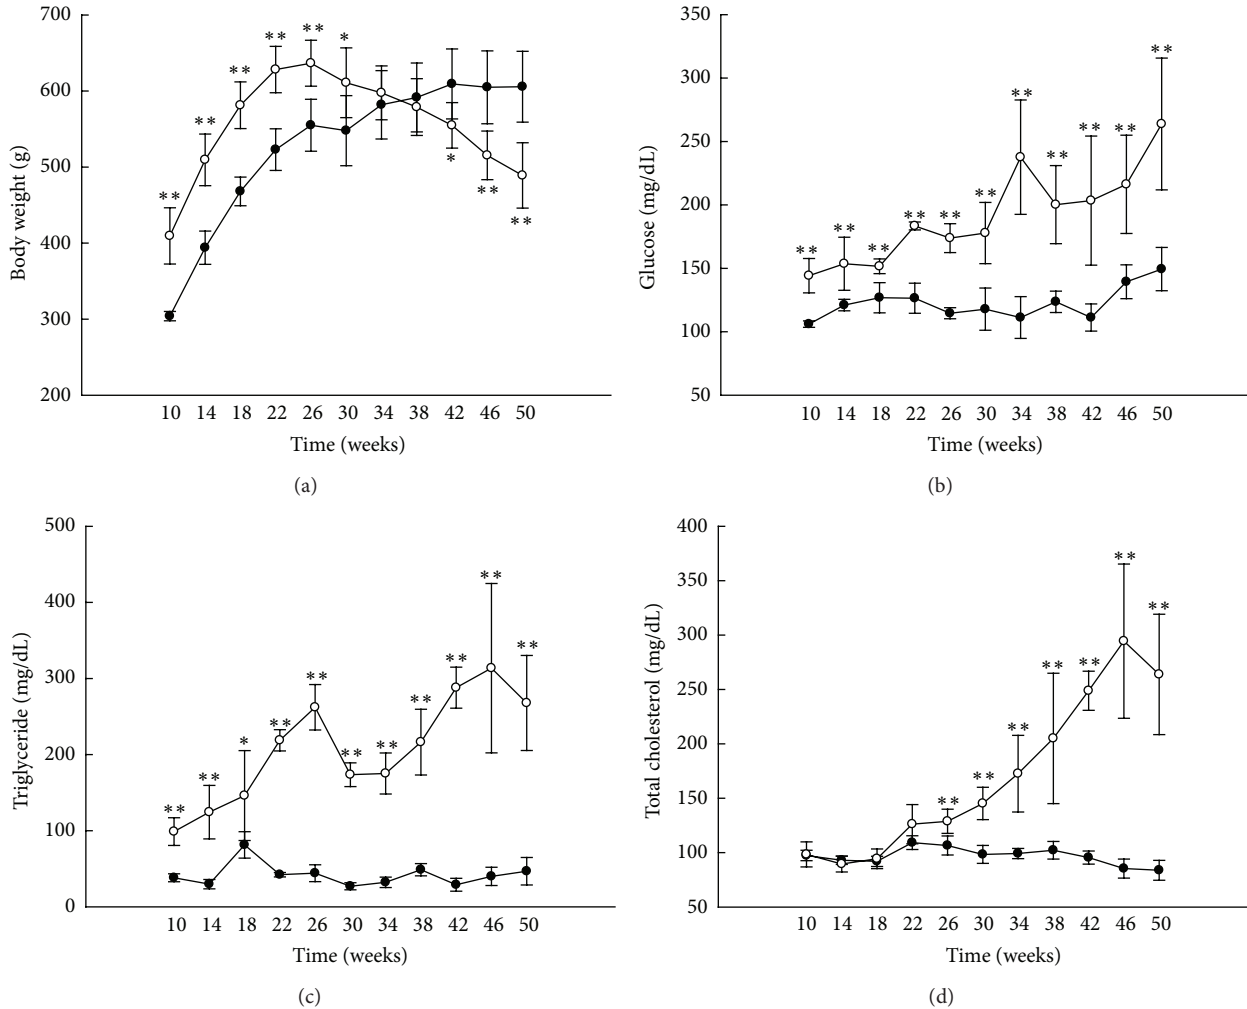 700
600
500
400
300
200
Body weight (g)
** ** ** ** ** * * ** **
10 14 18 22 26 30 34 38 42 46 50
Time (weeks)
(a)
350
300
250
200
150
100
50
Glucose (mg/dL)
** ** ** ** ** ** ** ** ** ** **
10 14 18 22 26 30 34 38 42 46 50
Time (weeks)
(b)
500
400
300
200
100
0
Triglyceride (mg/dL)
** ** * ** ** ** ** ** ** ** **
10 14 18 22 26 30 34 38 42 46 50
Time (weeks)
(c)
400
350
300
250
200
150
100
50
Total cholesterol (mg/dL)
** ** ** ** ** ** **
10 14 18 22 26 30 34 38 42 46 50
Time (weeks)
(d)